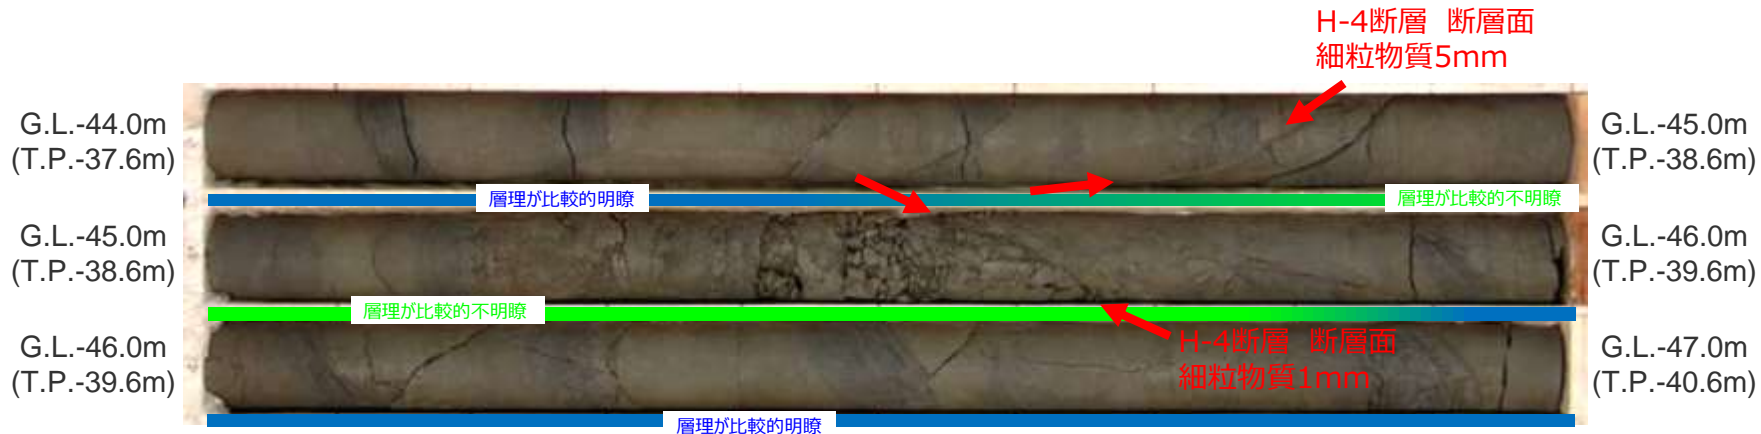 H-4断層 断層面
細粒物質5mm
G.L.-44.0m
(T.P.-37.6m)
G.L.-45.0m
(T.P.-38.6m)
層理が比較的明瞭
層理が比較的不明瞭
G.L.-45.0m
(T.P.-38.6m)
G.L.-46.0m
(T.P.-39.6m)
層理が比較的不明瞭
H-4断層 断層面
細粒物質1mm
G.L.-46.0m
(T.P.-39.6m)
G.L.-47.0m
(T.P.-40.6m)
層理が比較的明瞭